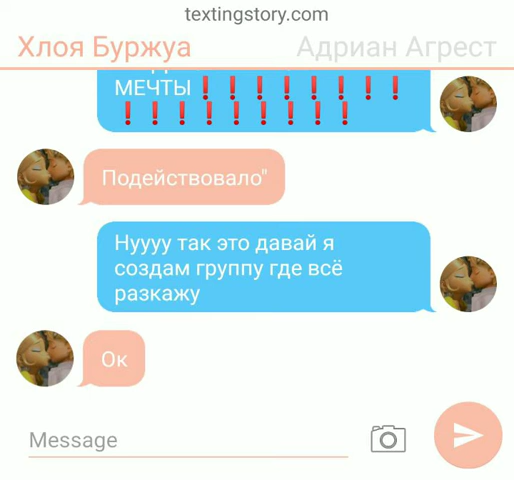 textingstory.com
Хлоя Буржуа Адриан Агрест
МЕЧТЫ❗❗❗❗❗❗❗❗
❗❗❗❗❗❗❗❗❗
Подействовало"
Нуууу так это давай я
создам группу где всё
разкажу
Ок
Message